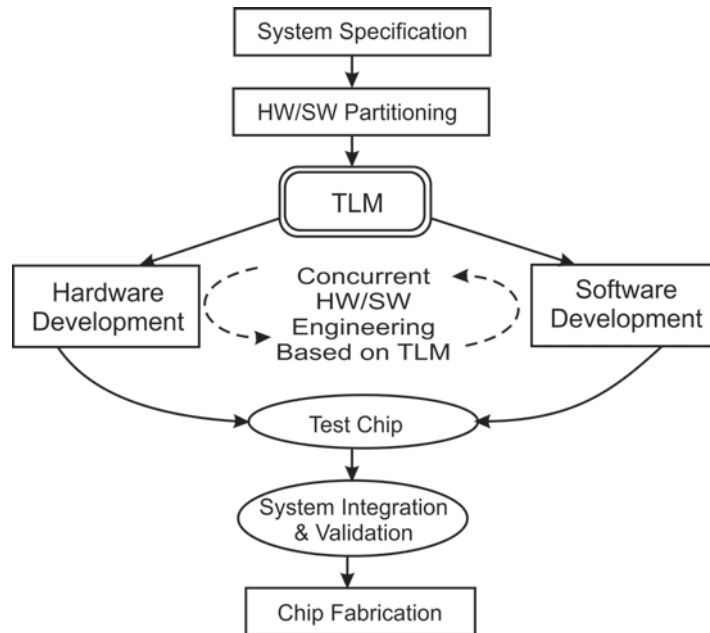 System Specification
HW/SW Partitioning
TLM
Hardware
Development
Concurrent
HW/SW
Engineering
Based on TLM
Software
Development
Test Chip
System Integration
& Validation
Chip Fabrication